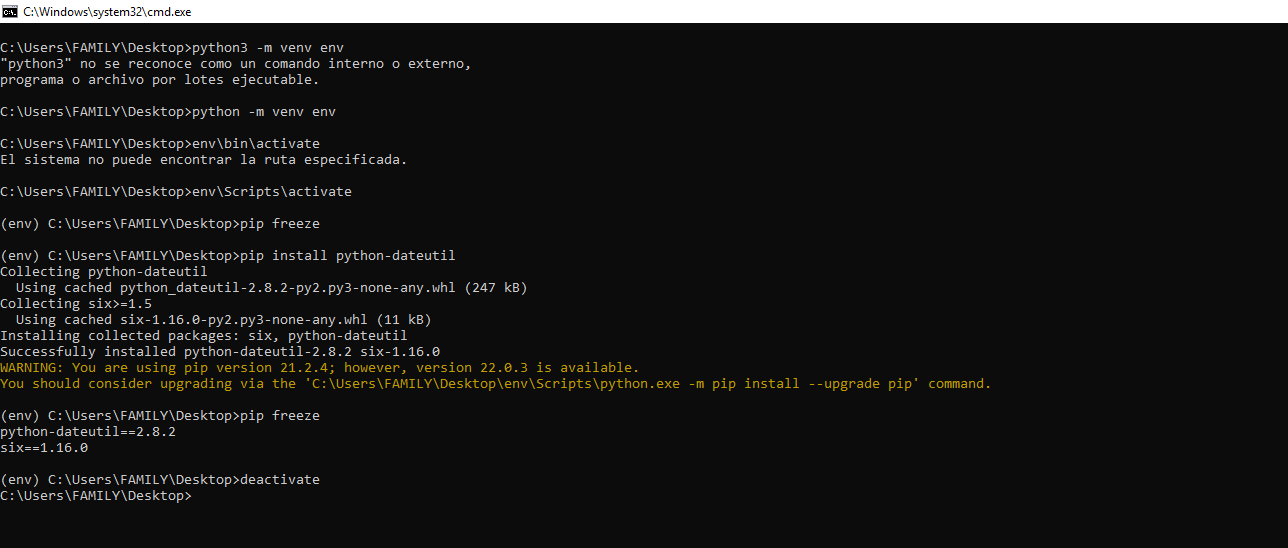 C:\Windows\system32\cmd.exe
C:\Users\FAMILY\Desktop>python3 -m venv env
"python3" no se reconoce como un comando interno o externo,
programa o archivo por lotes ejecutable.
C:\Users\FAMILY\Desktop>python -m venv env
C:\Users\FAMILY\Desktop>env\bin\activate
El sistema no puede encontrar la ruta especificada.
C:\Users\FAMILY\Desktop>env\Scripts\activate
(env) C:\Users\FAMILY\Desktop>pip freeze
(env) C:\Users\FAMILY\Desktop>pip install python-dateutil
Collecting python-dateutil
  Using cached python_dateutil-2.8.2-py2.py3-none-any.whl (247 kB)
Collecting six>=1.5
  Using cached six-1.16.0-py2.py3-none-any.whl (11 kB)
Installing collected packages: six, python-dateutil
Successfully installed python-dateutil-2.8.2 six-1.16.0
WARNING: You are using pip version 21.2.4; however, version 22.0.3 is available.
You should consider upgrading via the 'C:\Users\FAMILY\Desktop\env\Scripts\python.exe -m pip install --upgrade pip' command.
(env) C:\Users\FAMILY\Desktop>pip freeze
python-dateutil==2.8.2
six==1.16.0
(env) C:\Users\FAMILY\Desktop>deactivate
C:\Users\FAMILY\Desktop>